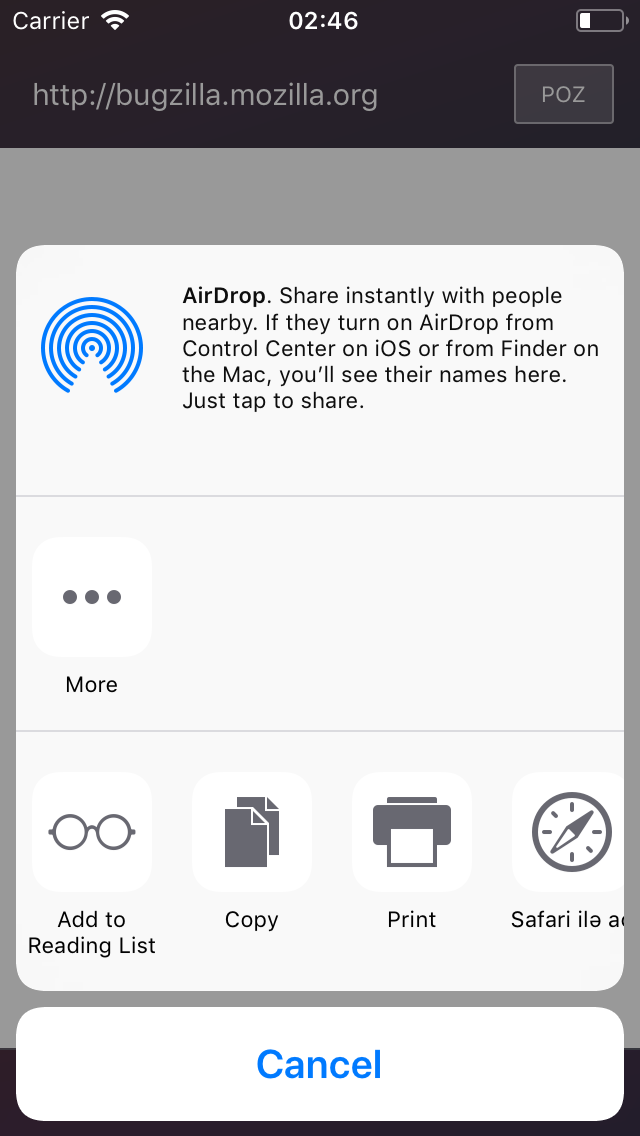 Carrier 02:46
http://bugzilla.mozilla.org POZ
AirDrop. Share instantly with people
nearby. If they turn on AirDrop from
Control Center on iOS or from Finder on
the Mac, you’ll see their names here.
Just tap to share.
More
Add to
Reading List
Copy
Print
Safari ilə
Cancel